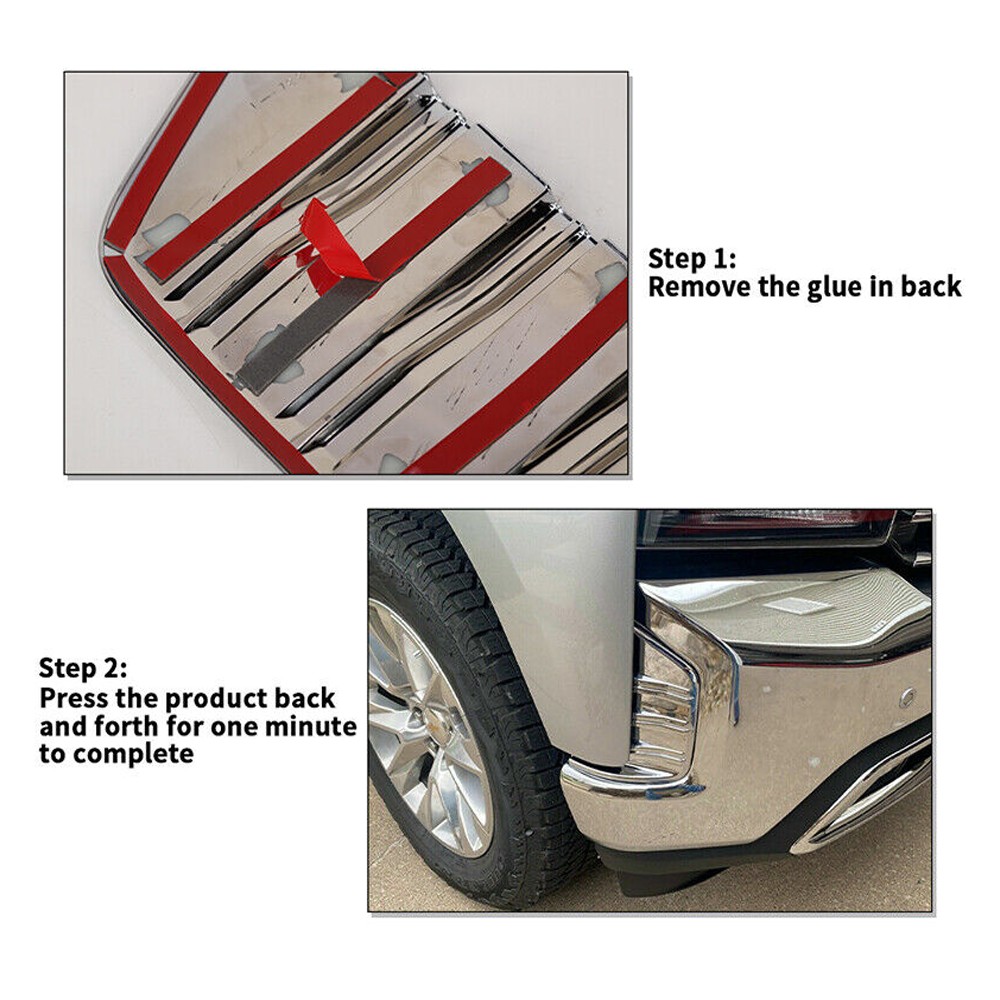 Step 1:
Remove the glue in back
Step 2:
Press the product back
and forth for one minute
to complete